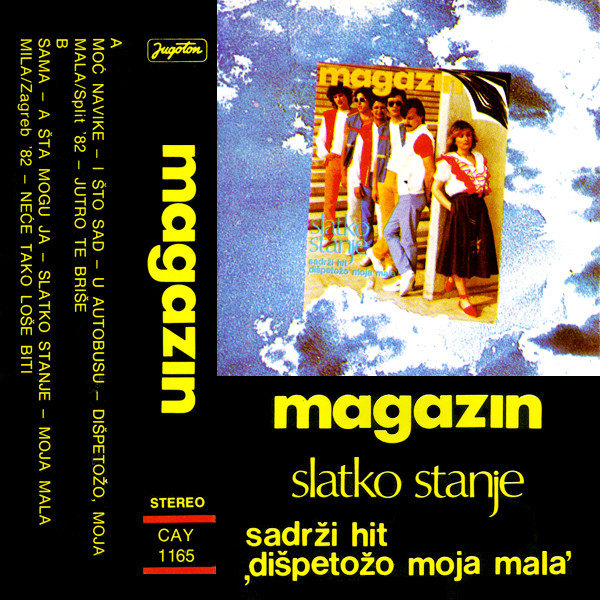 A
MOĆ NAVIKE – I ŠTO SAD – U AUTOBUSU – DIŠPETOŽO, MOJA
MALA/Split '82 – JUTRO TE BRIŠE
B
SAMA – A ŠTA MOGU JA – SLATKO STANJE – MOJA MALA
MILA/Zagreb '82 – NEĆE TAKO LOŠE BITI
Jugoton
magazin
STEREO
CAY
1165
magazin
slatko
stanje
sadrži hit
dišpetožo moja mala'
magazin
slatko stanje
sadrži hit
‚dišpetožo moja mala'